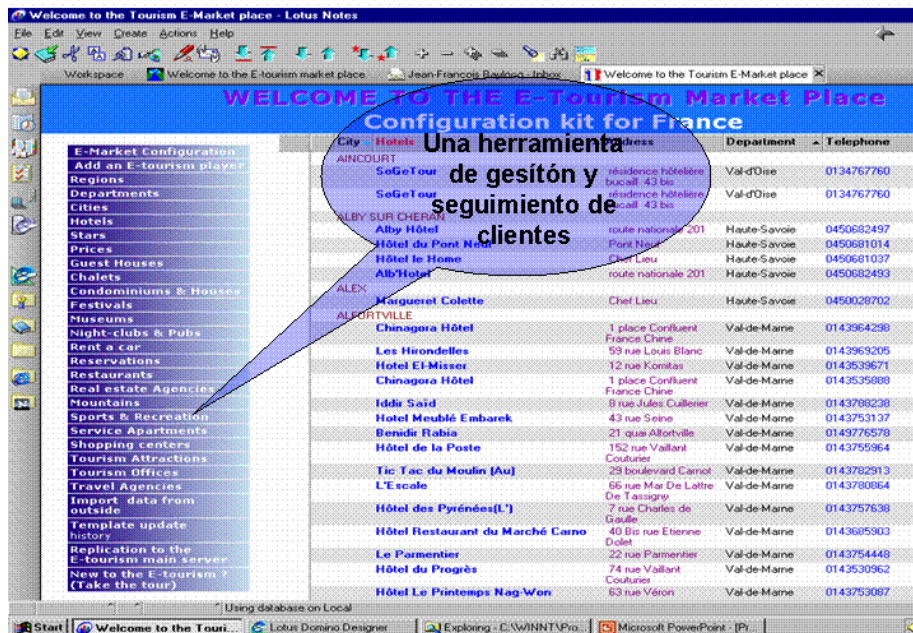 Welcome to the Tourism E-Market place - Lotus Notes
File Edit View Create Actions Help
Workspace Welcome to the E-tourism market place. Jean-Francois - Inbox Welcome to the Tourism E-Market place
WELCOME TO THE E-Tourism Market Place
Configuration kit for France
Una herramienta
de gesítón y
seguimiento de
clientes
E-Market Configuration
Add an E-tourism player
Regions
Departments
Cities
Hotels
Stars
Prices
Guest Houses
Chalets
Condominiums & Houses
Festivals
Museums
Night-clubs & Pubs
Rent a car
Reservations
Restaurants
Real estate Agencies
Mountains
Sports & Recreation
Service Apartments
Shopping centers
Tourism Attractions
Tourism Offices
Travel Agencies
Import data from
outside
Template update
history
Replication to the
E-tourism main server
New to the E-tourism ?
(Take the tour)
City Hotels Address Department Telephone
AINCOURT
SoGeTour résidence hôtelière Val-d'Oise 0134767760
bucaill 43 bis
SoGeTour résidence hôtelière Val-d'Oise 0134767760
bucaill 43 bis
ALBY SUR CHERAN
Alby Hôtel route nationale 201 Haute-Savoie 0450682497
Hôtel du Pont Neuf Pont Neuf Haute-Savoie 0450681014
Hôtel le Home Chef Lieu Haute-Savoie 0450681037
Alb'Hotel route nationale 201 Haute-Savoie 0450682493
ALEX
Margueret Colette Chef Lieu Haute-Savoie 0450028702
ALFORTVILLE
Chinagora Hôtel 1 place Confluent Val-de-Marne 0143964298
France Chine
Les Hirondelles 59 rue Louis Blanc Val-de-Marne 0143969205
Hotel El-Misser 12 rue Komitas Val-de-Marne 0143539671
Chinagora Hôtel 1 place Confluent Val-de-Marne 0143535888
France Chine
Iddir Saïd 8 rue Jules Cuillerier Val-de-Marne 0143788238
Hotel Meublé Embarek 43 rue Seine Val-de-Marne 0143753137
Benidir Rabia 21 quai Alfortville Val-de-Marne 0149776578
Hôtel de la Poste 152 rue Vaillant Val-de-Marne 0143755964
Couturier
Tic Tac du Moulin (Au) 29 boulevard Carnot Val-de-Marne 0143782913
L'Escale 66 rue Mar De Lattre Val-de-Marne 0143780864
De Tassigny
Hôtel des Pyrénées(L') 7 rue Charles de Val-de-Marne 0143757638
Gaulle
Hôtel Restaurant du Marché Carno 40 Bis rue Etienne Val-de-Marne 0143685903
Dolet
Le Parmentier 22 rue Parmentier Val-de-Marne 0143754448
Hôtel du Progrès 74 rue Vaillant Val-de-Marne 0143530962
Couturier
Hôtel Le Printemps Nag-Won 63 rue Véron Val-de-Marne 0143753087
Using database on Local
Start Welcome to the Touri... Lotus Domino Designer Exploring - C:\WINNT\Pro... Microsoft PowerPoint - [Pr...